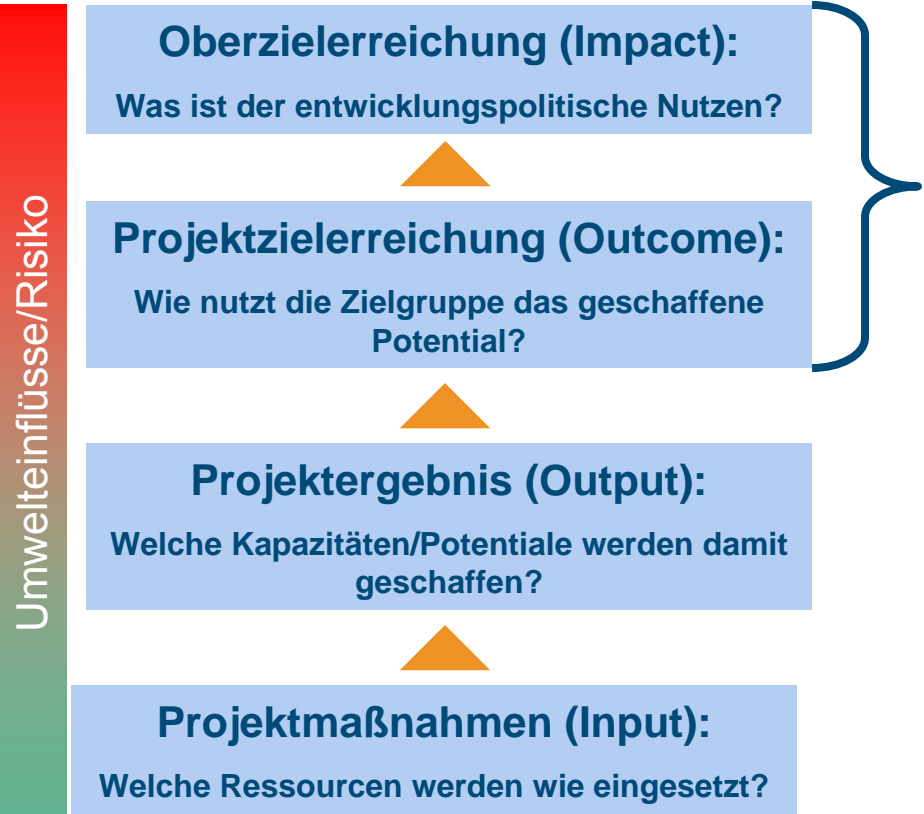 Umwelteinflüsse/Risiko
Oberzielerreichung (Impact):
Was ist der entwicklungspolitische Nutzen?
Projektzielerreichung (Outcome):
Wie nutzt die Zielgruppe das geschaffene
Potential?
Projektergebnis (Output):
Welche Kapazitäten/Potentiale werden damit
geschaffen?
Projektmaßnahmen (Input):
Welche Ressourcen werden wie eingesetzt?